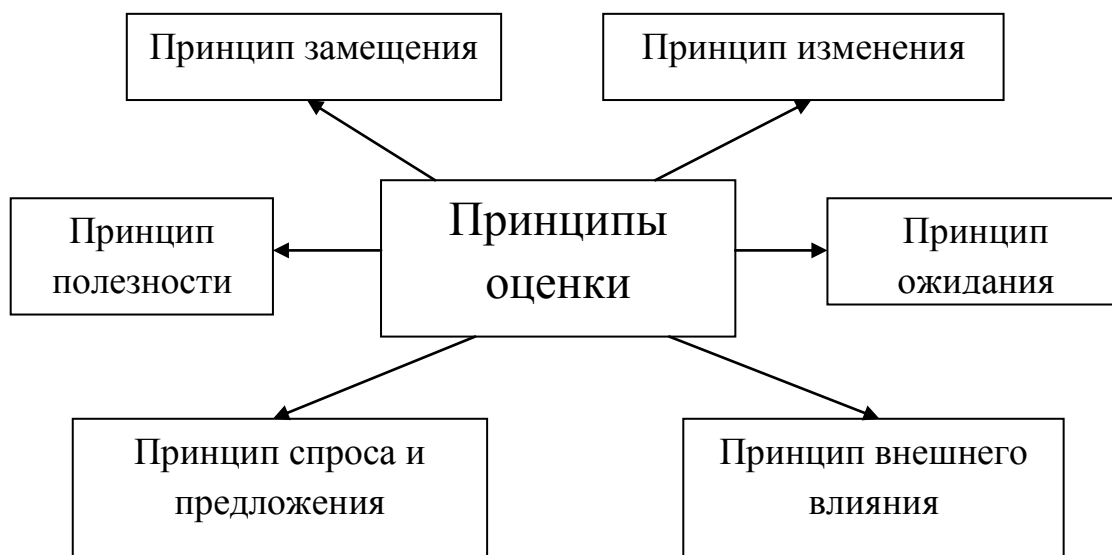 Принцип замещения
Принцип изменения
Принципы
оценки
Принцип
полезности
Принцип
ожидания
Принцип спроса и
предложения
Принцип внешнего
влияния